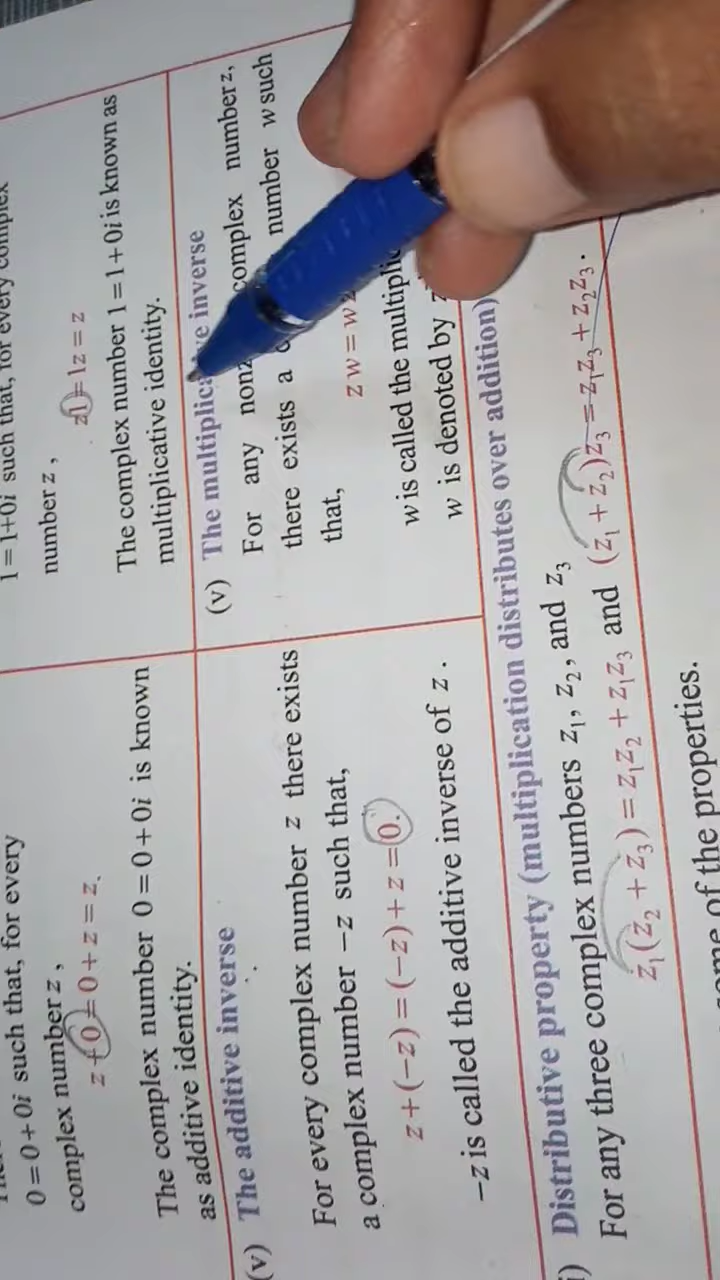 0 = 0 + 0i such that, for every
complex number z,
z + 0 = 0 + z = z.
The complex number 0 = 0 + 0i is known
as additive identity.
1 = 1 + 0i such that, for every complex
number z,
z1 = 1z = z
The complex number 1 = 1 + 0i is known as
multiplicative identity.
(v) The additive inverse
For every complex number z there exists
a complex number −z such that,
z + (−z) = (−z) + z = 0.
−z is called the additive inverse of z.
(v) The inverse
For any complex number z,
there exists a number w such
that,
z w = w z
w is called the
w is denoted by
Distributive property (multiplication distributes over addition)
For any three complex numbers z₁, z₂, and z₃
z₁(z₂ + z₃) = z₁z₂ + z₁z₃ and (z₁ + z₂)z₃ = z₁z₃ + z₂z₃.
of the properties.